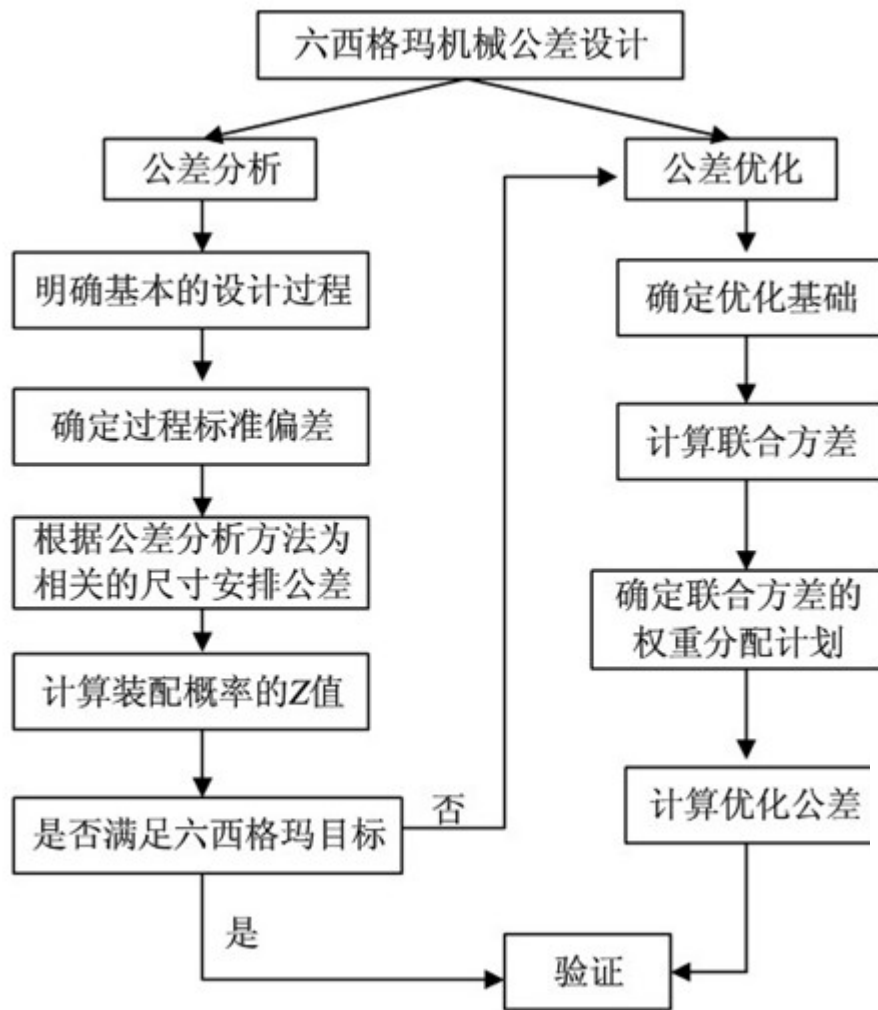 六西格玛机械公差设计
公差分析
公差优化
明确基本的设计过程
确定优化基础
确定过程标准偏差
计算联合方差
根据公差分析方法为
相关的尺寸安排公差
确定联合方差的
权重分配计划
计算装配概率的Z值
计算优化公差
是否满足六西格玛目标
否
是
验证